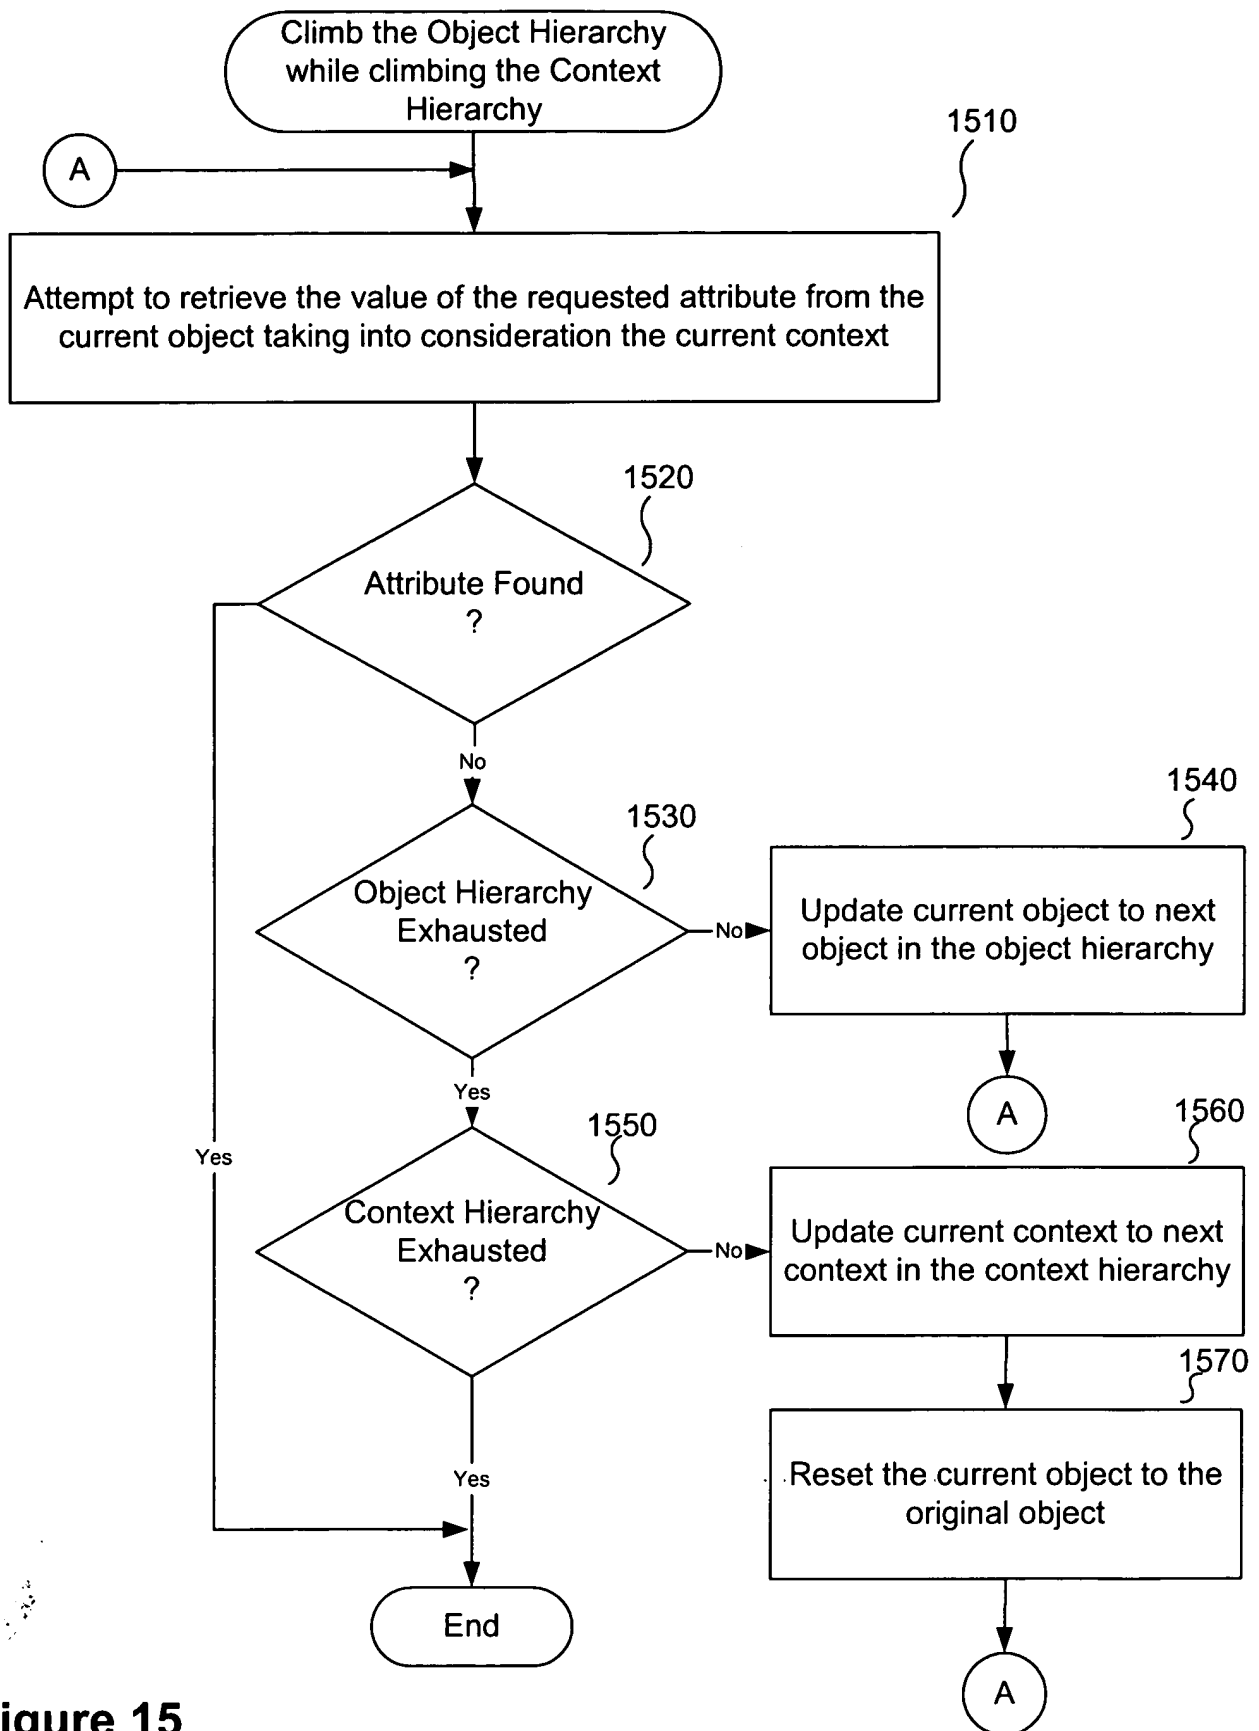 Climb the Object Hierarchy
while climbing the Context
Hierarchy
A
1510
Attempt to retrieve the value of the requested attribute from the
current object taking into consideration the current context
1520
Attribute Found
?
No
1530
Object Hierarchy
Exhausted
?
No
1540
Update current object to next
object in the object hierarchy
A
Yes
Yes
1550
Context Hierarchy
Exhausted
?
No
1560
Update current context to next
context in the context hierarchy
1570
Reset the current object to the
original object
A
Yes
End
igure 15